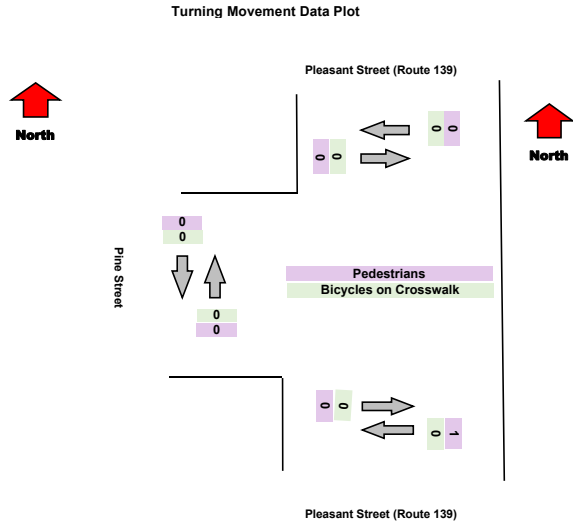 Turning Movement Data Plot
Pleasant Street (Route 139)
North
North
0 0
0 0
0
0
Pine Street
Pedestrians
Bicycles on Crosswalk
0
0
0 0
0 1
Pleasant Street (Route 139)